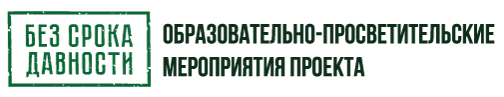 БЕЗ СРОКА
ДАВНОСТИ
ОБРАЗОВАТЕЛЬНО-ПРОСВЕТИТЕЛЬСКИЕ
МЕРОПРИЯТИЯ ПРОЕКТА